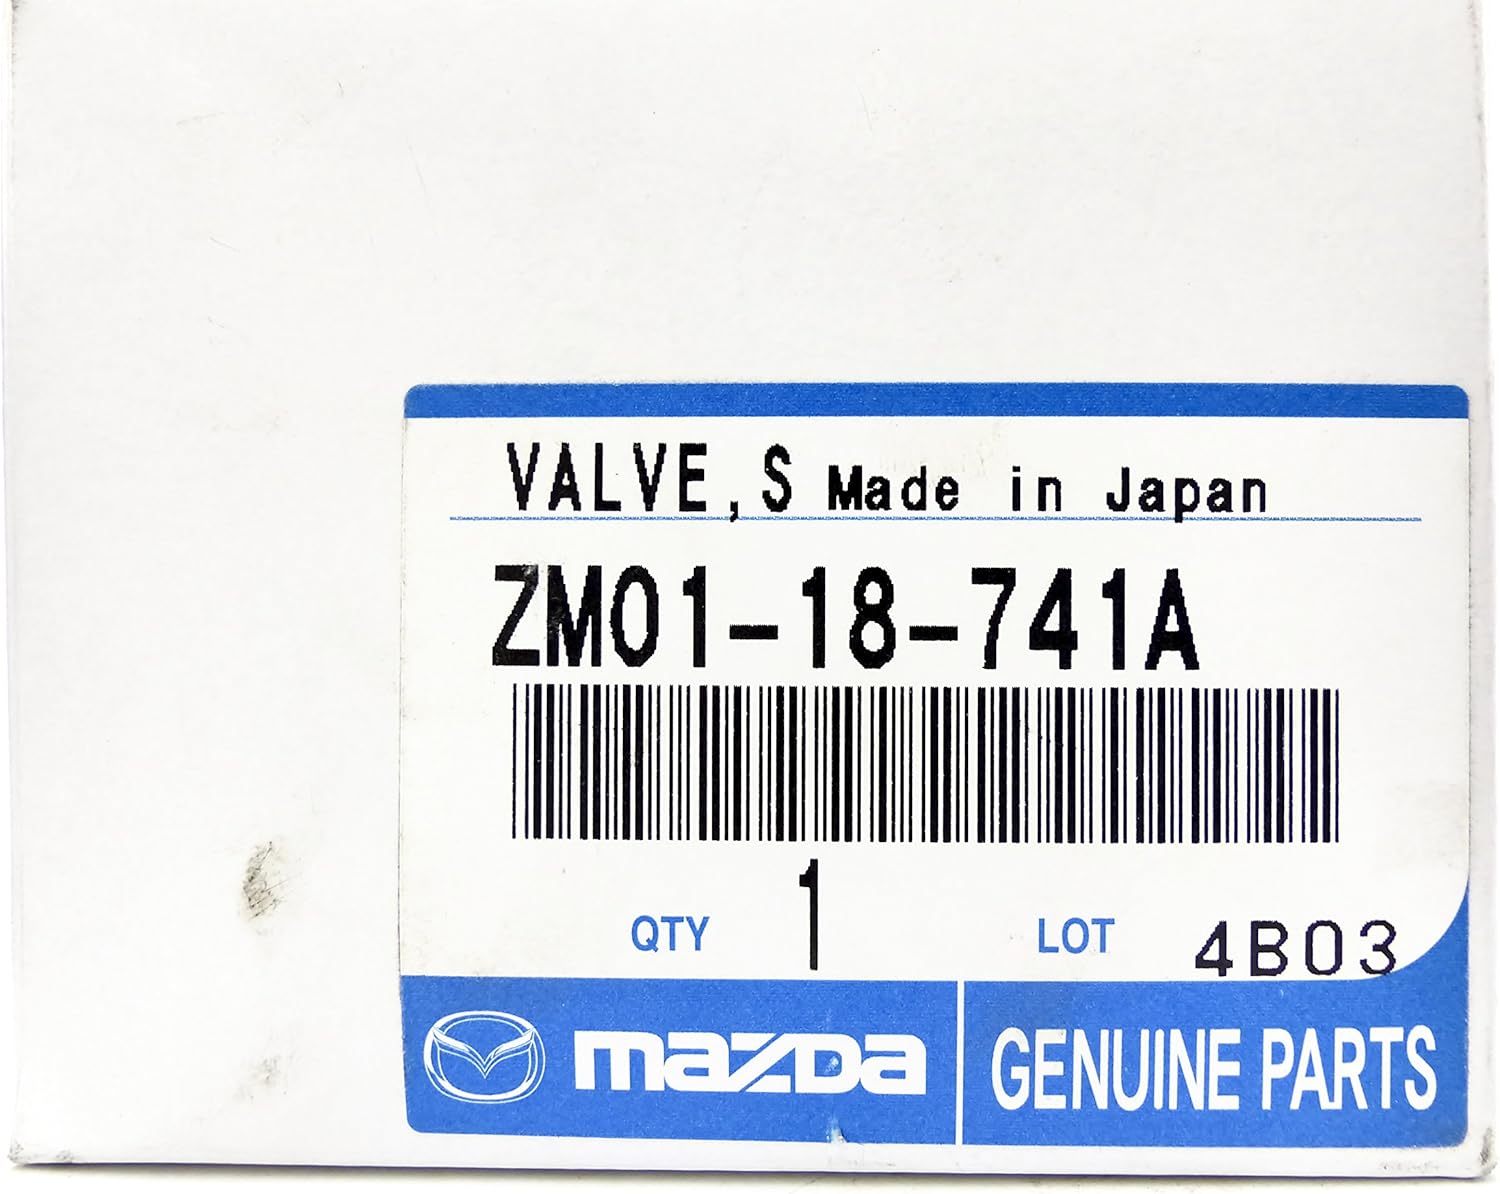 VALVE,S Made in Japan
ZM01-18-741A
QTY 1 LOT 4B03
mazda GENUINE PARTS